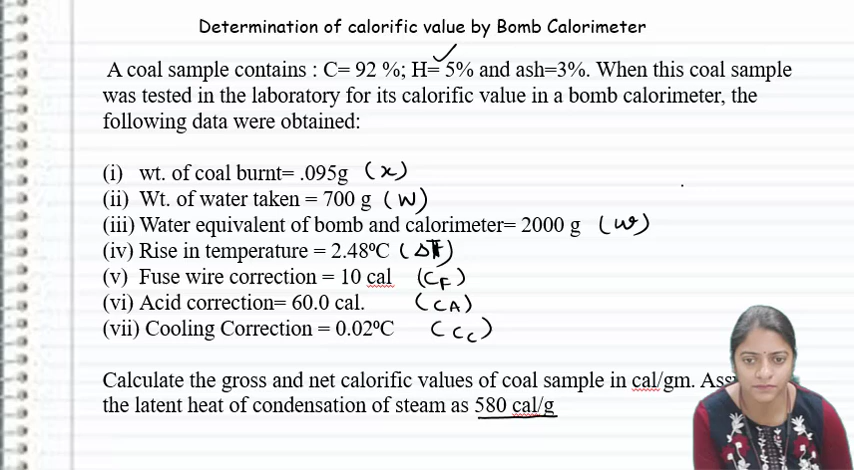 Determination of calorific value by Bomb Calorimeter
A coal sample contains : C= 92 %; H= 5% and ash=3%. When this coal sample
was tested in the laboratory for its calorific value in a bomb calorimeter, the
following data were obtained:
(i) wt. of coal burnt= .095g (x)
(ii) Wt. of water taken = 700 g (W)
(iii) Water equivalent of bomb and calorimeter= 2000 g (w)
(iv) Rise in temperature = 2.48⁰C (ΔT)
(v) Fuse wire correction = 10 cal (CF)
(vi) Acid correction= 60.0 cal. (CA)
(vii) Cooling Correction = 0.02⁰C (Cc)
Calculate the gross and net calorific values of coal sample in cal/gm.
the latent heat of condensation of steam as 580 cal/g